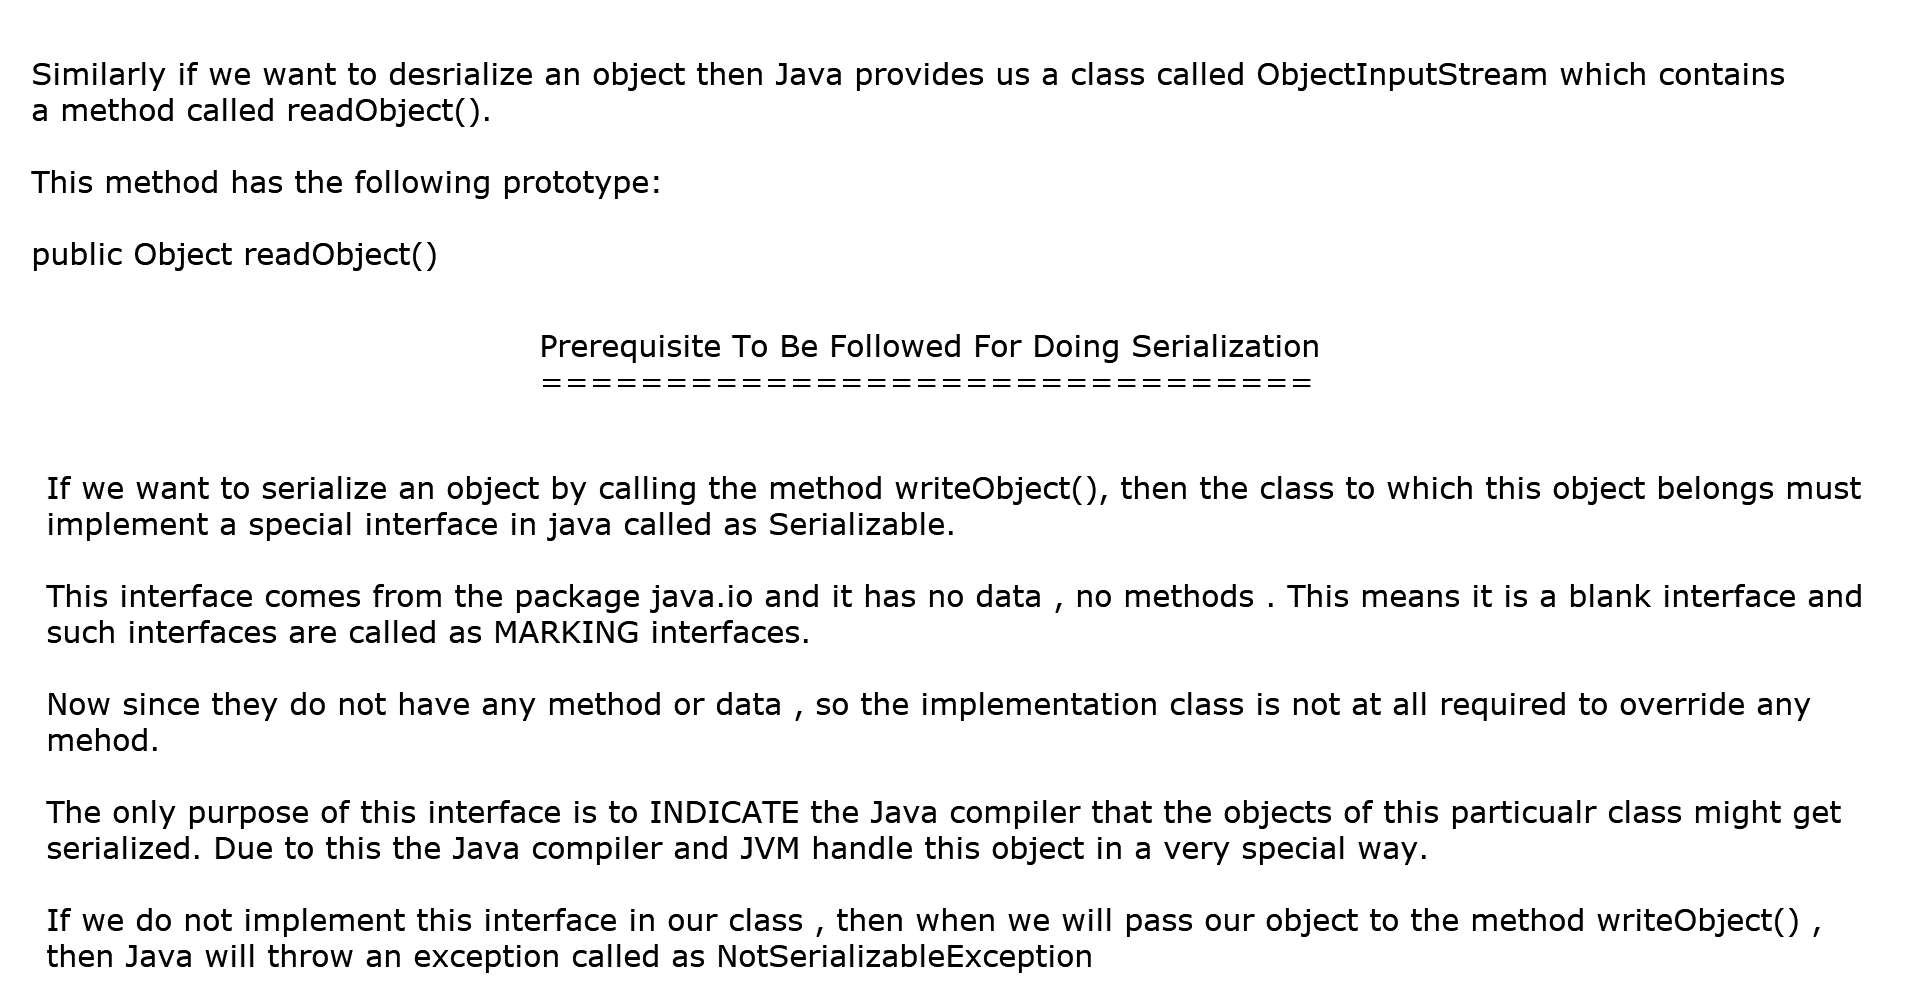 Similarly if we want to desrialize an object then Java provides us a class called ObjectInputStream which contains
a method called readObject().
This method has the following prototype:
public Object readObject()
Prerequisite To Be Followed For Doing Serialization
===============================
If we want to serialize an object by calling the method writeObject(), then the class to which this object belongs must
implement a special interface in java called as Serializable.
This interface comes from the package java.io and it has no data , no methods . This means it is a blank interface and
such interfaces are called as MARKING interfaces.
Now since they do not have any method or data , so the implementation class is not at all required to override any
mehod.
The only purpose of this interface is to INDICATE the Java compiler that the objects of this particualr class might get
serialized. Due to this the Java compiler and JVM handle this object in a very special way.
If we do not implement this interface in our class , then when we will pass our object to the method writeObject() ,
then Java will throw an exception called as NotSerializableException